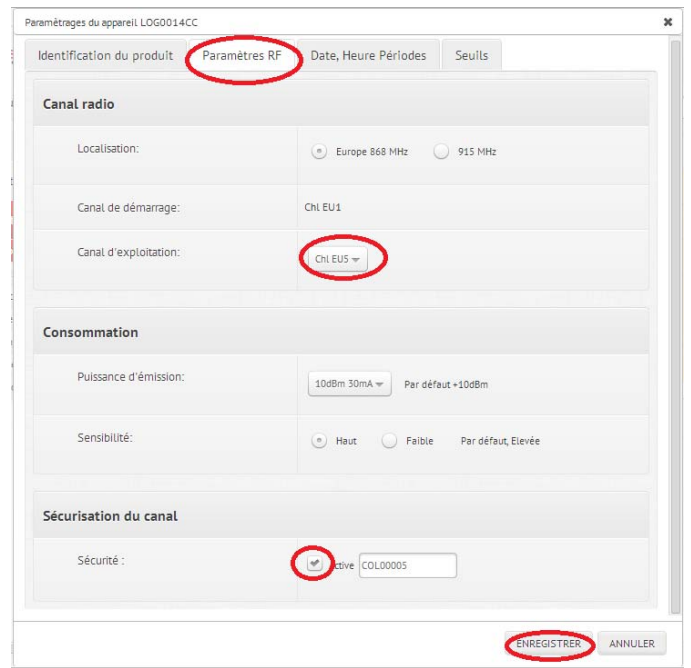 Paramètrages du appareil LOG0014CC
Identification du produit Paramètres RF Date, Heure Périodes Seuils
Canal radio
Localisation: Europe 868 MHz 915 MHz
Canal de démarrage: Chl EU1
Canal d'exploitation: Chl EU5
Consommation
Puissance d'émission: 10dBm 30mA Par défaut +10dBm
Sensibilité: Haut Faible Par défaut, Elevée
Sécurisation du canal
Sécurité : ctive COL00005
ENREGISTRER ANNULER